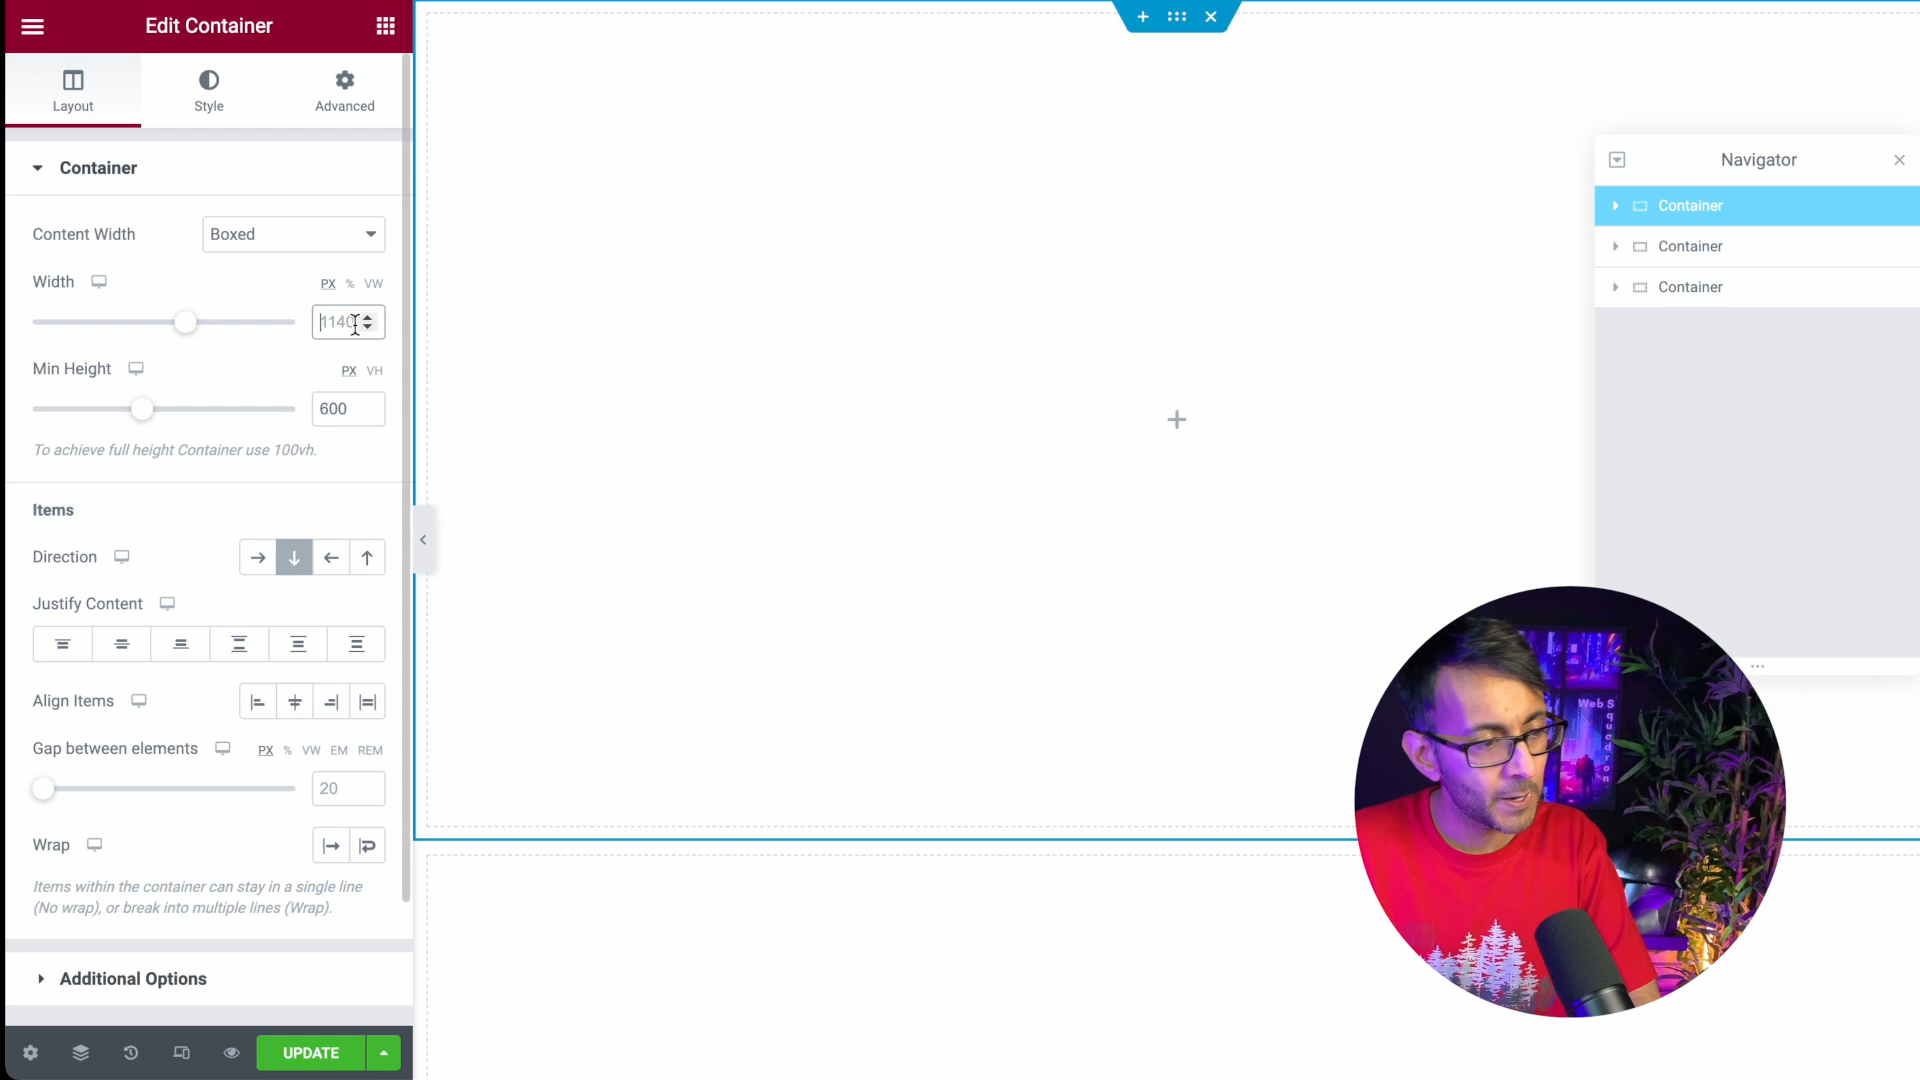 Edit Container
Layout
Style
Advanced
Container
Content Width
Boxed
Width
PX % VW
1140
Min Height
PX VH
600
To achieve full height Container use 100vh.
Items
Direction
Justify Content
Align Items
Gap between elements
PX % VW EM REM
20
Wrap
Items within the container can stay in a single line
(No wrap), or break into multiple lines (Wrap).
Additional Options
UPDATE
Navigator
Container
Container
Container
Web S
q
u
a
d
r
o
n